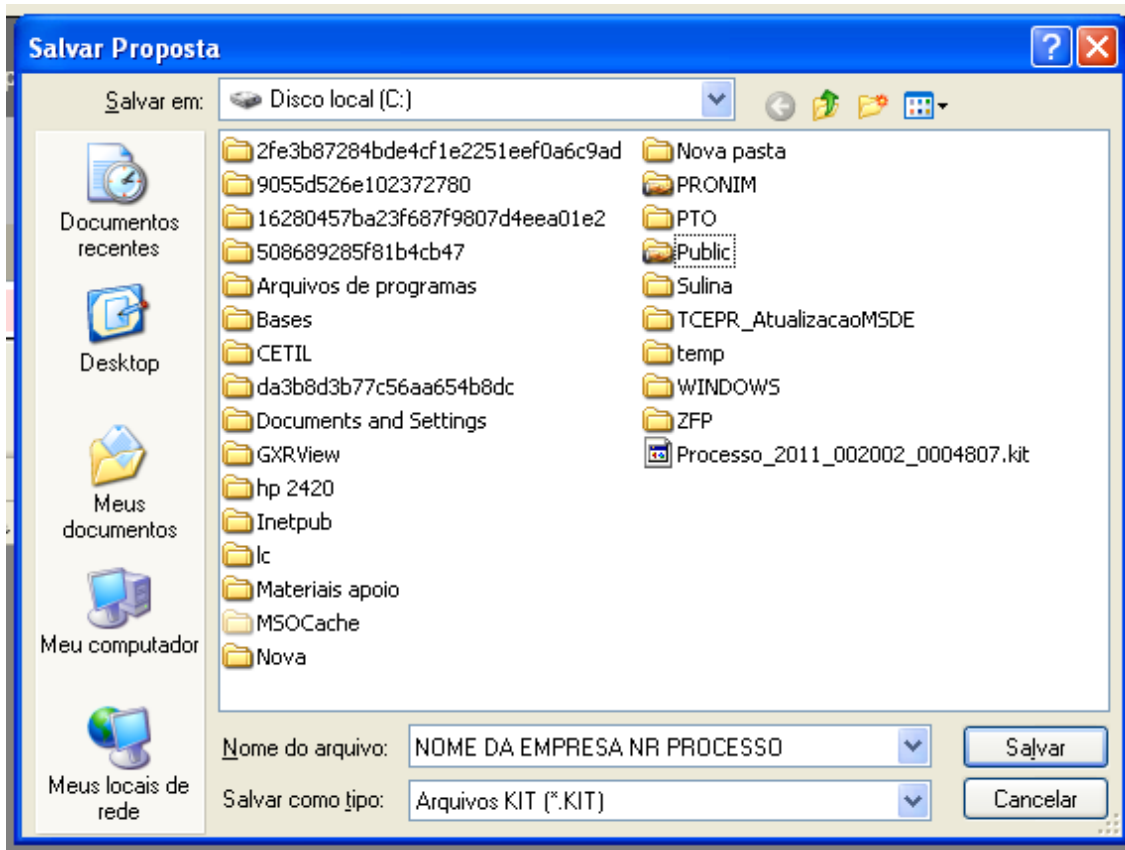 Salvar Proposta
Salvar em:
Disco local (C:)
Documentos
recentes
Desktop
Meus
documentos
Meu computador
Meus locais de
rede
2fe3b87284bde4cf1e2251eef0a6c9ad
9055d526e102372780
16280457ba23f687f9807d4eea01e2
508689285f81b4cb47
Arquivos de programas
Bases
CETIL
da3b8d3b77c56aa654b8dc
Documents and Settings
GXRView
hp 2420
Inetpub
lc
Materiais apoio
MSOCache
Nova
Nova pasta
PRONIM
PTO
Public
Sulina
TCEPR_AtualizacaoMSDE
temp
WINDOWS
ZFP
Processo_2011_002002_0004807.kit
Nome do arquivo:
NOME DA EMPRESA NR PROCESSO
Salvar
Salvar como tipo:
Arquivos KIT (*.KIT)
Cancelar